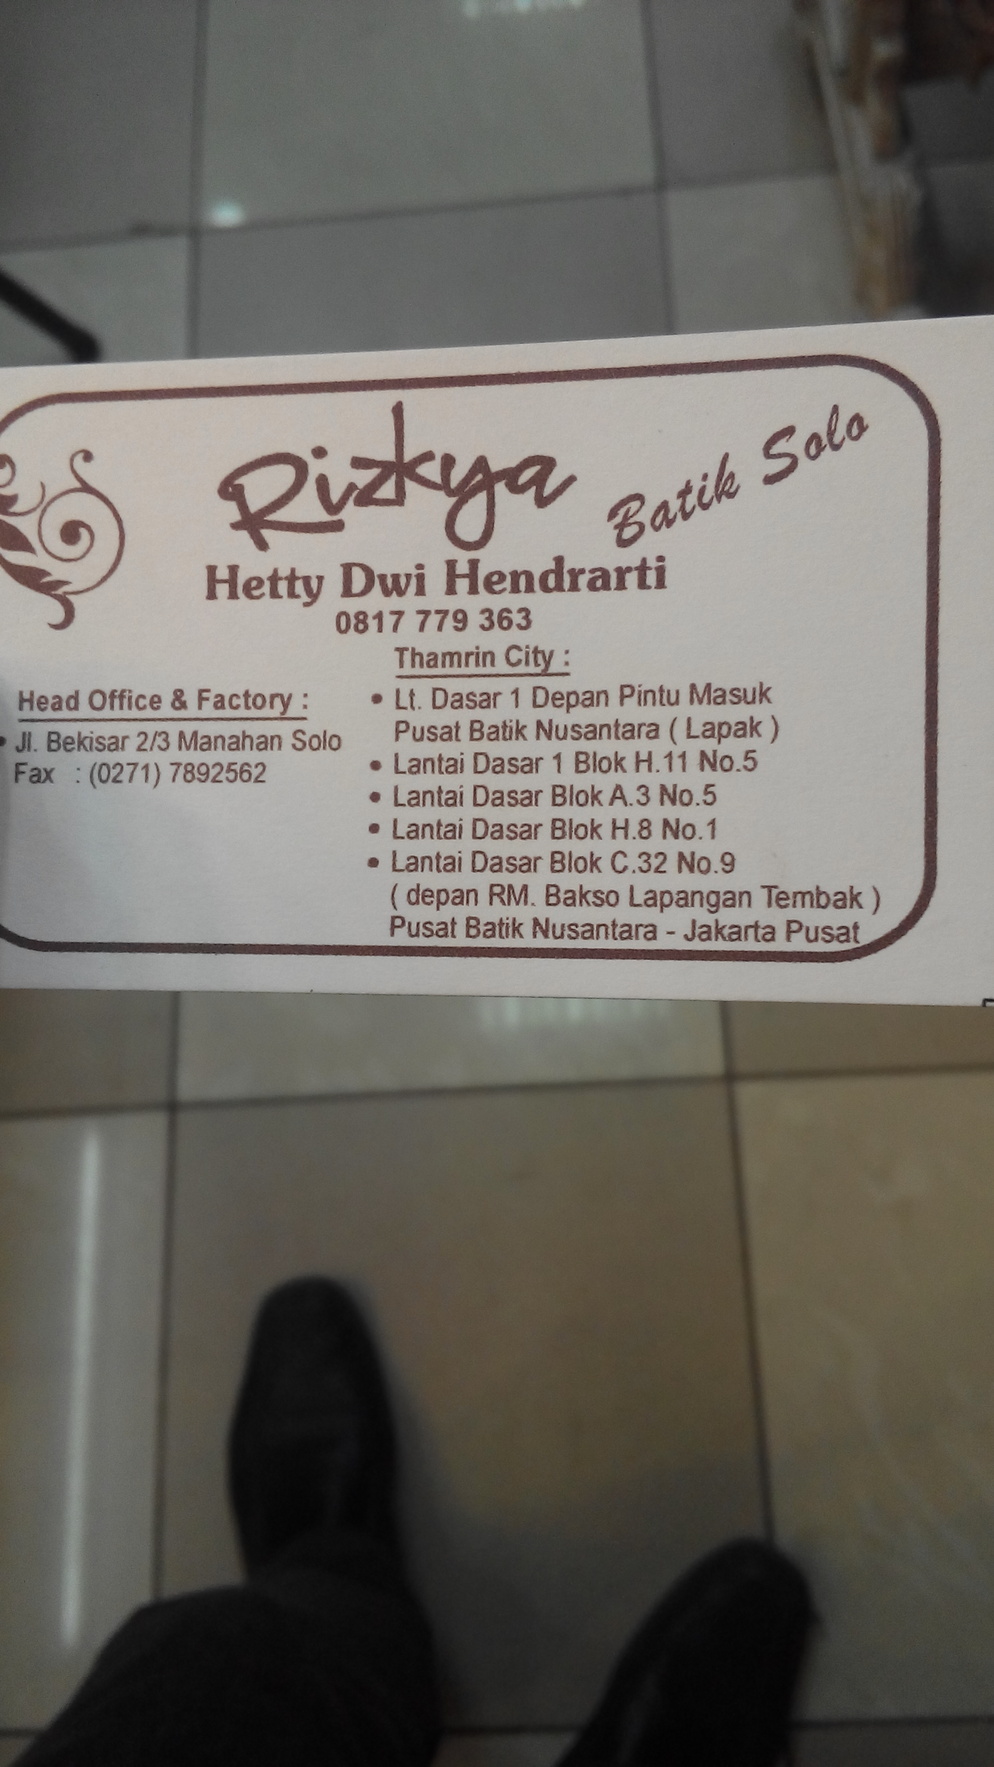 Rizkya Batik Solo
Hetty Dwi Hendrarti
0817 779 363
Head Office & Factory :
• Jl. Bekisar 2/3 Manahan Solo
Fax : (0271) 7892562
Thamrin City :
• Lt. Dasar 1 Depan Pintu Masuk
Pusat Batik Nusantara ( Lapak )
• Lantai Dasar 1 Blok H.11 No.5
• Lantai Dasar Blok A.3 No.5
• Lantai Dasar Blok H.8 No.1
• Lantai Dasar Blok C.32 No.9
( depan RM. Bakso Lapangan Tembak )
Pusat Batik Nusantara - Jakarta Pusat